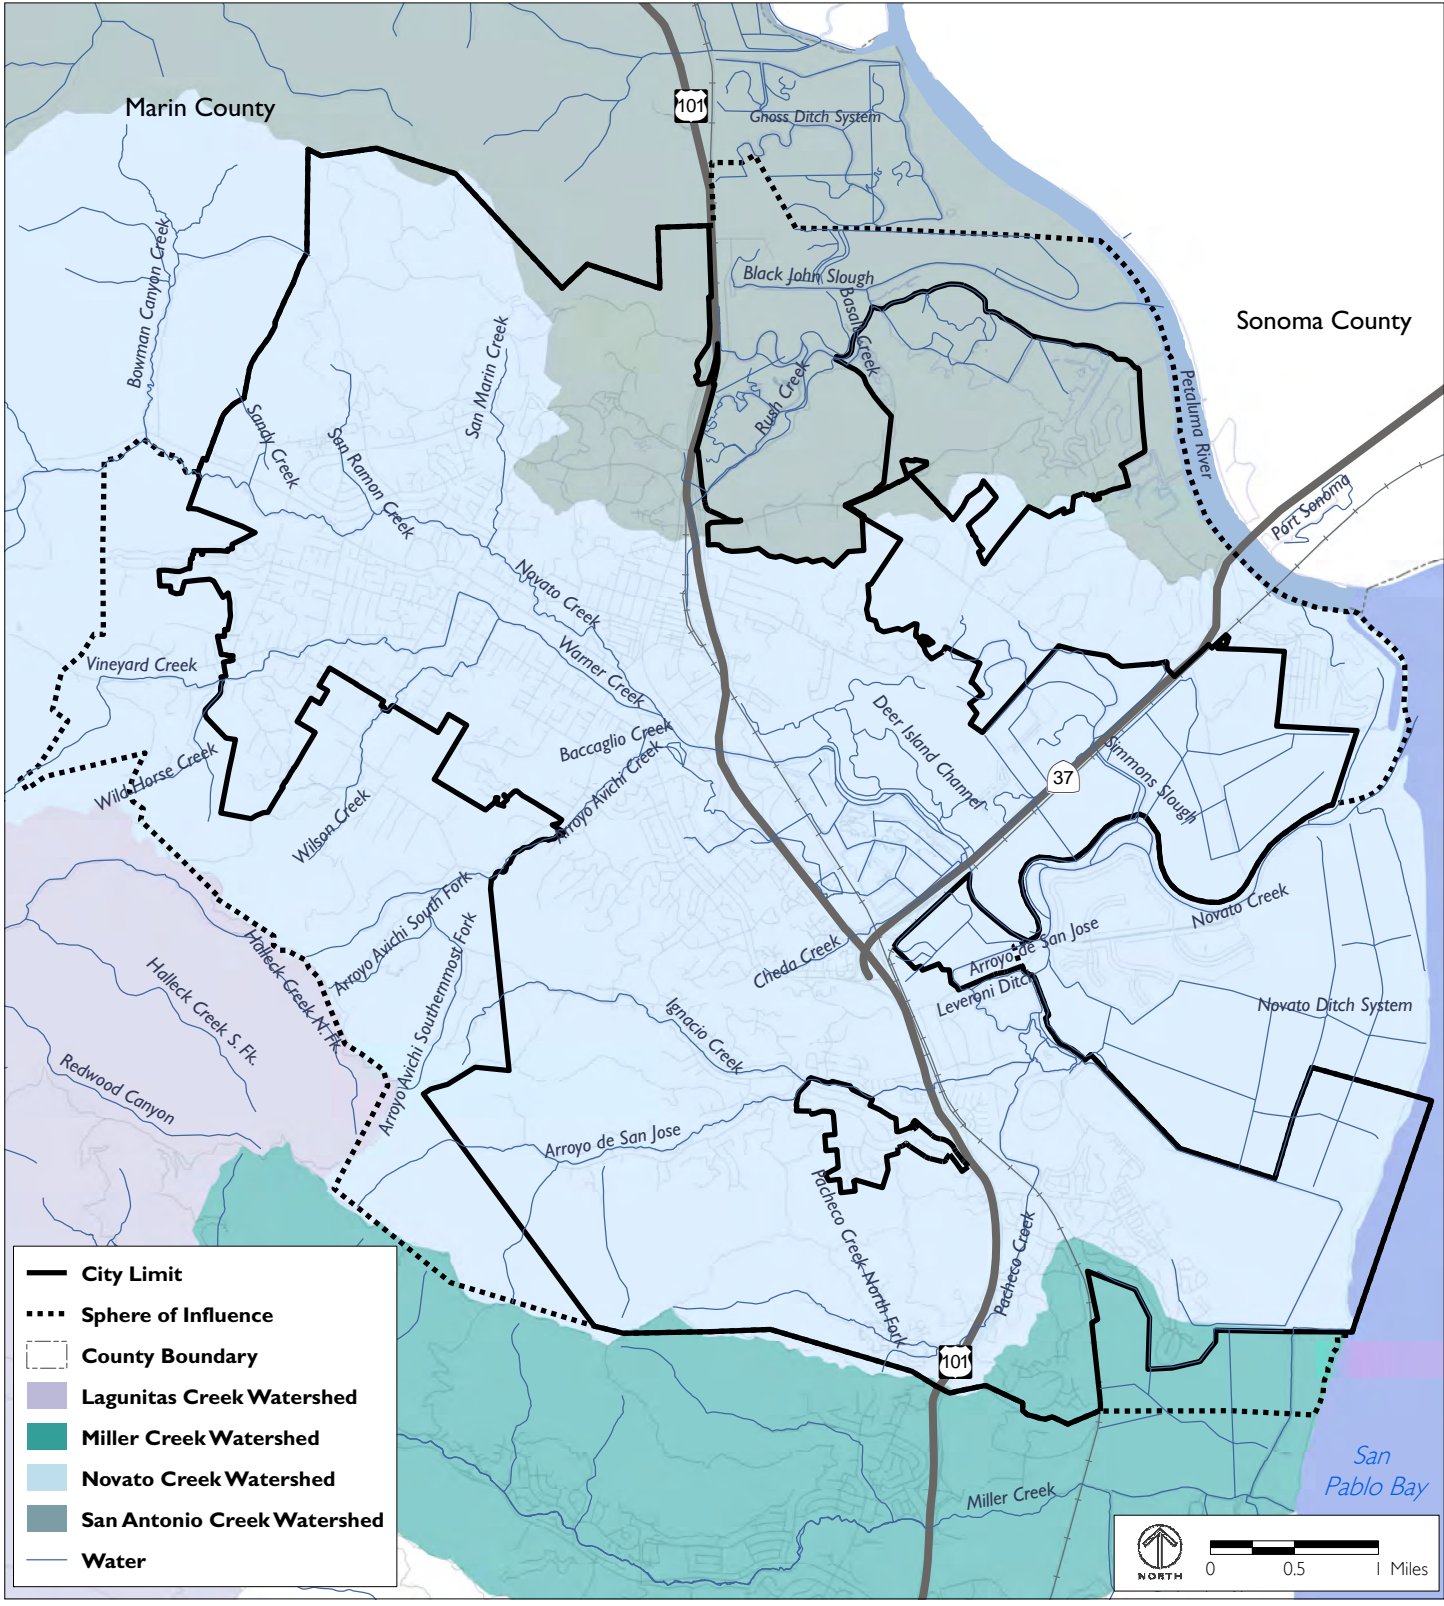 Marin County
101
Gnoss Ditch System
Black John Slough
Basalt Creek
Rush Creek
Sonoma County
Petaluma River
Port Sonoma
Bowman Canyon Creek
San Marin Creek
Sandy Creek
San Ramon Creek
Novato Creek
Warner Creek
Vineyard Creek
Baccaglio Creek
Deer Island Channel
37
Simmons Slough
Wild Horse Creek
Wilson Creek
Arroyo Avichi Creek
Arroyo Avichi South Fork
Arroyo Avichi Southernmost Fork
Halleck Creek N. Fk.
Halleck Creek S. Fk.
Redwood Canyon
Cheda Creek
Arroyo de San Jose
Leveroni Ditch
Novato Creek
Novato Ditch System
Ignacio Creek
Arroyo de San Jose
Pacheco Creek North Fork
Pacheco Creek
101
Miller Creek
San
Pablo Bay
City Limit
Sphere of Influence
County Boundary
Lagunitas Creek Watershed
Miller Creek Watershed
Novato Creek Watershed
San Antonio Creek Watershed
Water
NORTH
0 0.5 1 Miles